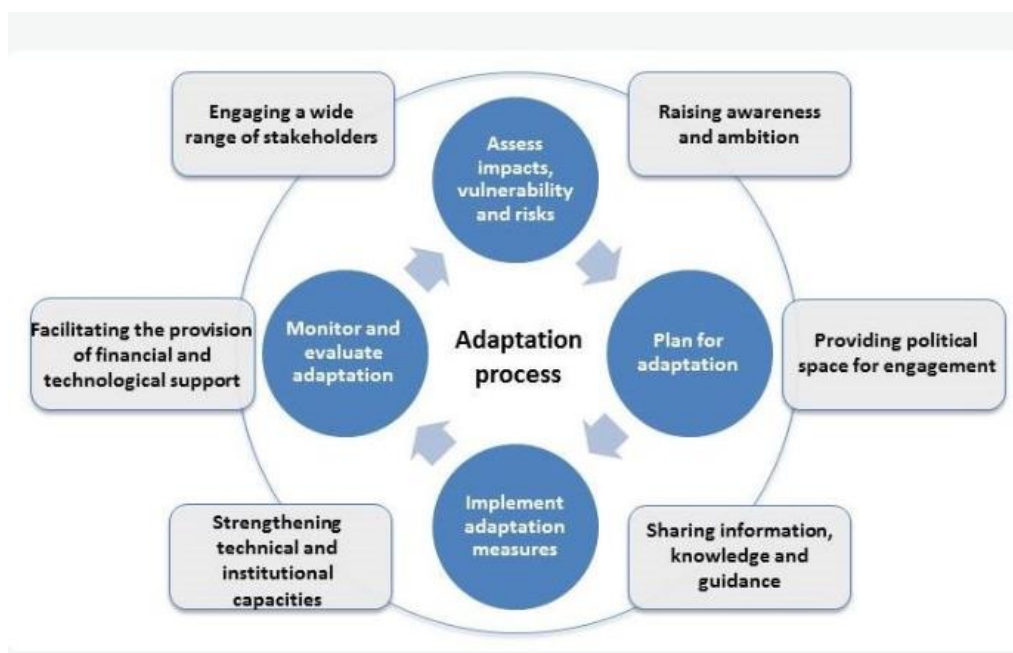 Engaging a wide
range of stakeholders
Raising awareness
and ambition
Assess
impacts,
vulnerability
and risks
Facilitating the provision
of financial and
technological support
Monitor and
evaluate
adaptation
Adaptation
process
Plan for
adaptation
Providing political
space for engagement
Strengthening
technical and
institutional
capacities
Implement
adaptation
measures
Sharing information,
knowledge and
guidance